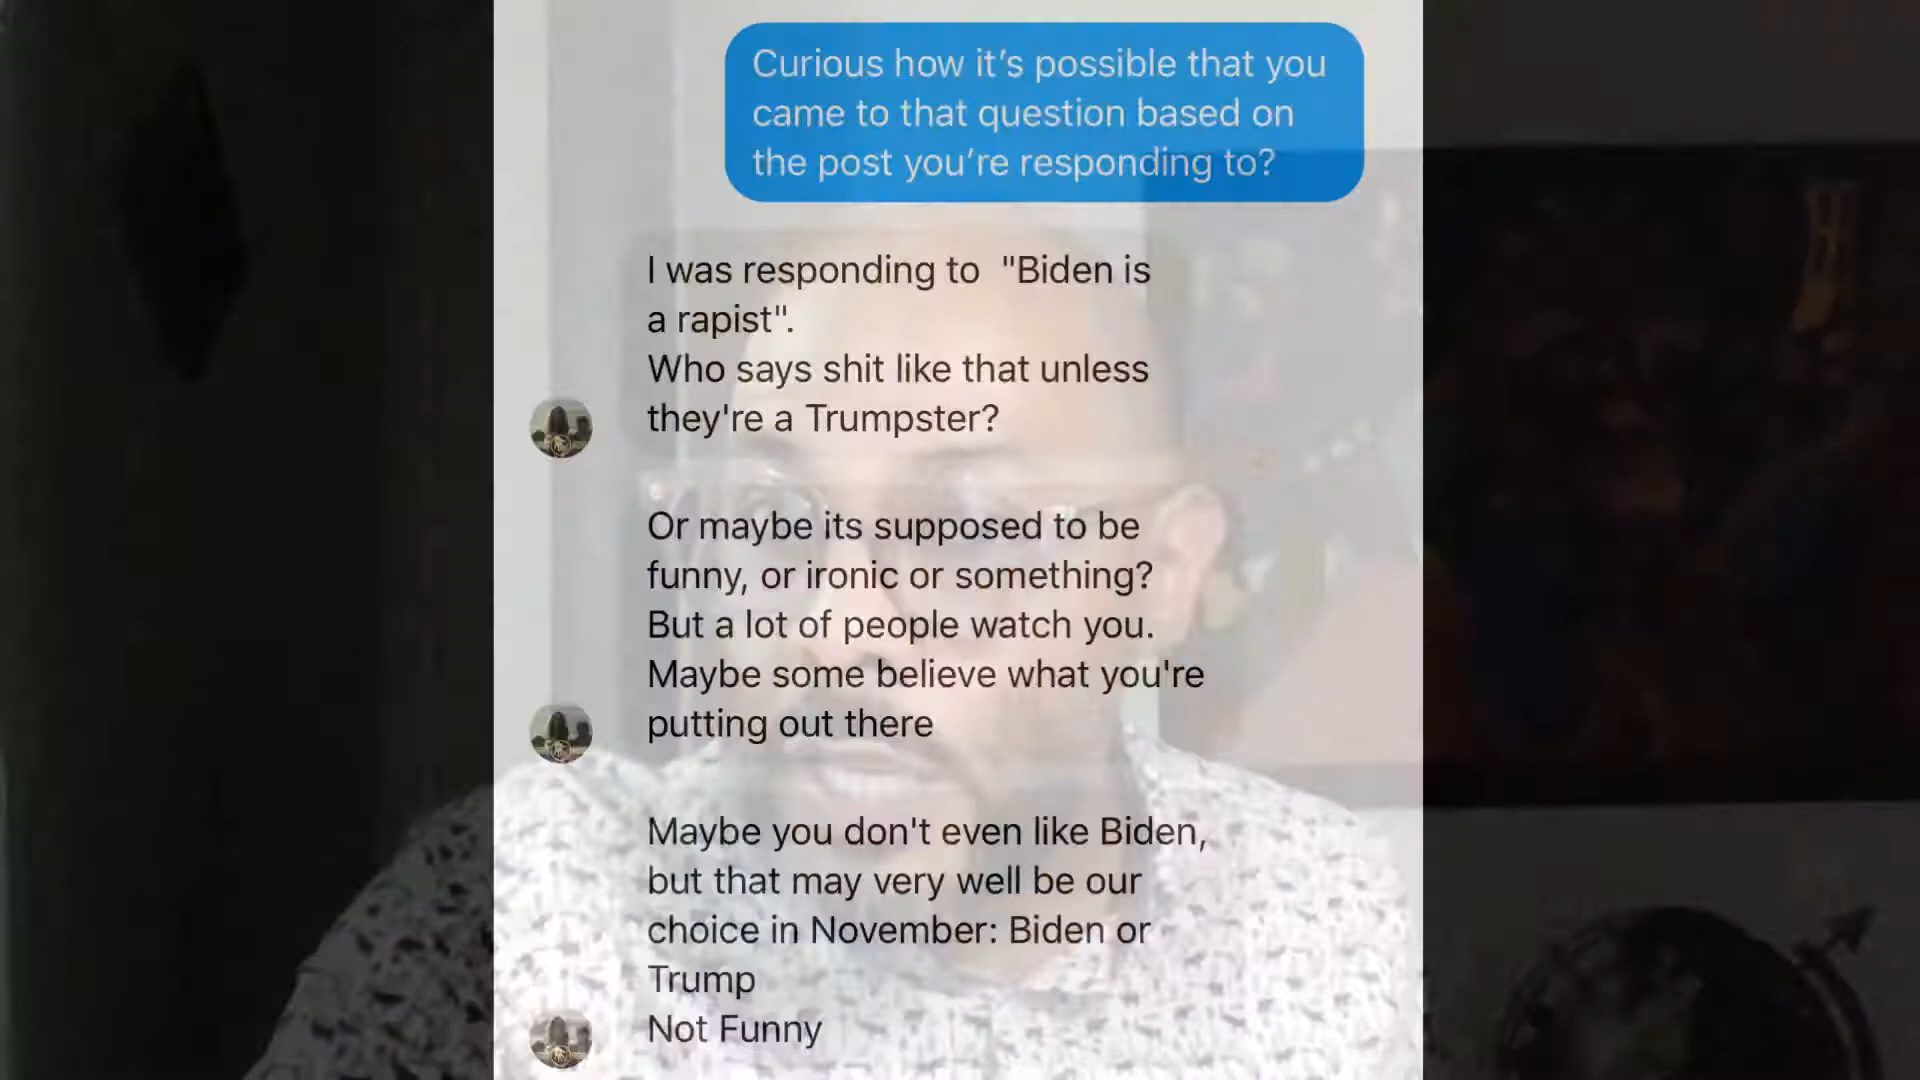 Curious how it’s possible that you
came to that question based on
the post you’re responding to?
I was responding to  "Biden is
a rapist".
Who says shit like that unless
they're a Trumpster?
Or maybe its supposed to be
funny, or ironic or something?
But a lot of people watch you.
Maybe some believe what you're
putting out there
Maybe you don't even like Biden,
but that may very well be our
choice in November: Biden or
Trump
Not Funny